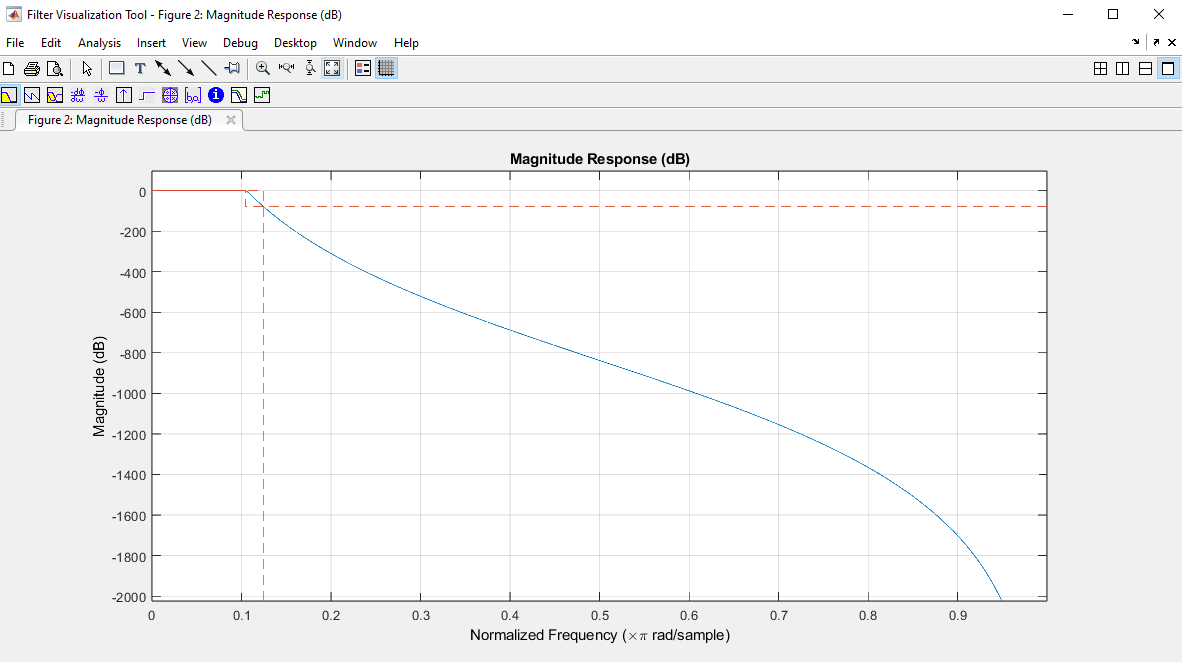 Filter Visualization Tool - Figure 2: Magnitude Response (dB)
File Edit Analysis Insert View Debug Desktop Window Help
Figure 2: Magnitude Response (dB)
Magnitude Response (dB)
0
-200
-400
-600
-800
-1000
-1200
-1400
-1600
-1800
-2000
Magnitude (dB)
0 0.1 0.2 0.3 0.4 0.5 0.6 0.7 0.8 0.9
Normalized Frequency (×π rad/sample)